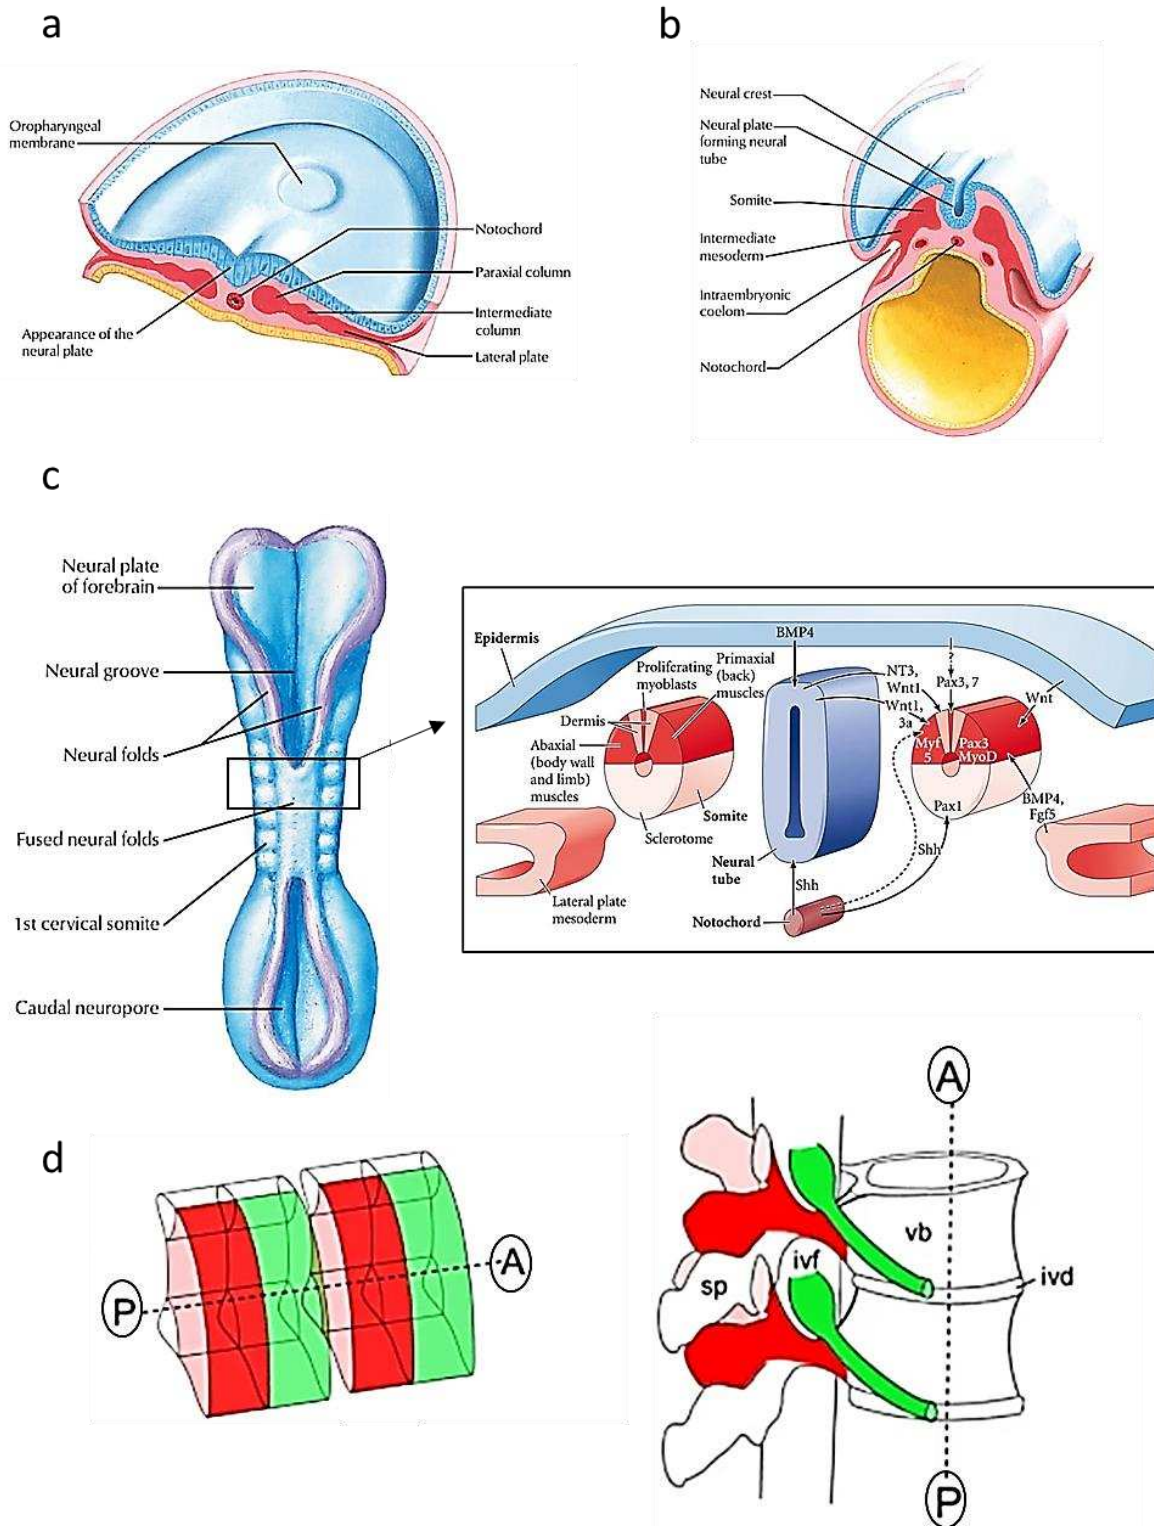 a
Oropharyngeal
membrane
Notochord
Paraxial column
Intermediate
column
Lateral plate
Appearance of the
neural plate
b
Neural crest
Neural plate
forming neural
tube
Somite
Intermediate
mesoderm
Intraembryonic
coelom
Notochord
c
Neural plate
of forebrain
Neural groove
Neural folds
Fused neural folds
1st cervical somite
Caudal neuropore
Epidermis
BMP4
?
Proliferating
myoblasts
Primaxial
(back)
muscles
Dermis
Abaxial
(body wall
and limb)
muscles
Somite
Sclerotome
Lateral plate
mesoderm
Neural
tube
Notochord
NT3,
Wnt1
Wnt1,
3a
Pax3, 7
Wnt
Myf
5
Pax3
MyoD
Pax1
BMP4,
Fgf5
Shh
Shh
d
P
A
A
vb
ivf
ivd
sp
P